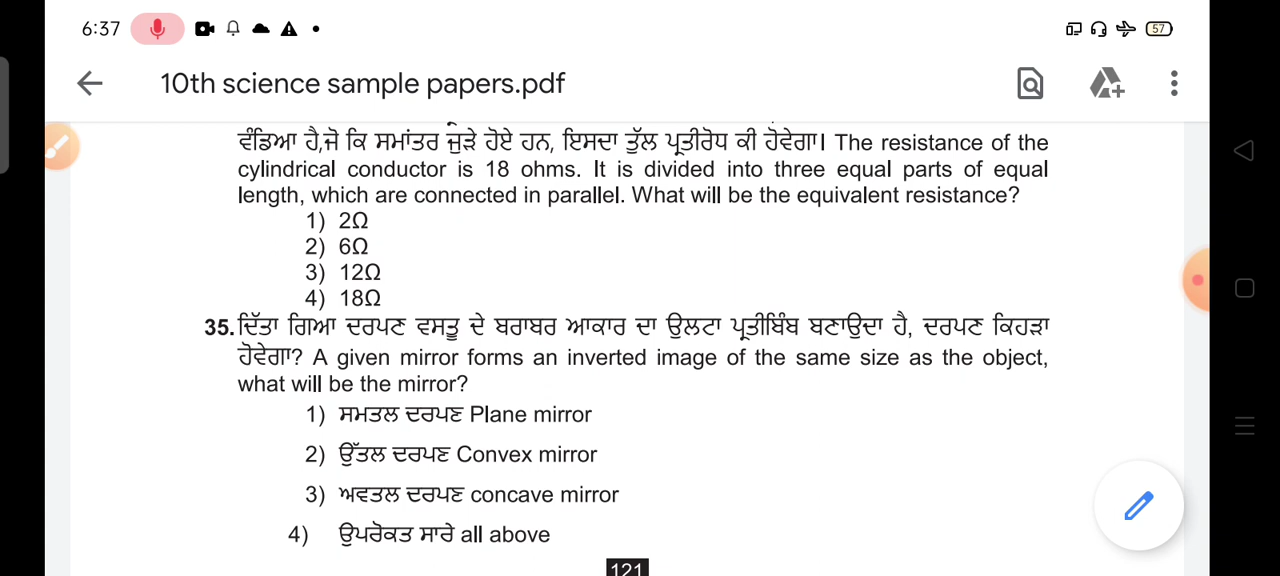 6:37
57
10th science sample papers.pdf
ਵੰਡਿਆ ਹੈ,ਜੋ ਕਿ ਸਮਾਂਤਰ ਜੁੜੇ ਹੋਏ ਹਨ, ਇਸਦਾ ਤੁੱਲ ਪ੍ਰਤੀਰੋਧ ਕੀ ਹੋਵੇਗਾ। The resistance of the
cylindrical conductor is 18 ohms. It is divided into three equal parts of equal
length, which are connected in parallel. What will be the equivalent resistance?
1) 2Ω
2) 6Ω
3) 12Ω
4) 18Ω
35. ਦਿੱਤਾ ਗਿਆ ਦਰਪਣ ਵਸਤੂ ਦੇ ਬਰਾਬਰ ਆਕਾਰ ਦਾ ਉਲਟਾ ਪ੍ਰਤੀਬਿੰਬ ਬਣਾਉਦਾ ਹੈ, ਦਰਪਣ ਕਿਹੜਾ
ਹੋਵੇਗਾ? A given mirror forms an inverted image of the same size as the object,
what will be the mirror?
1) ਸਮਤਲ ਦਰਪਣ Plane mirror
2) ਉੱਤਲ ਦਰਪਣ Convex mirror
3) ਅਵਤਲ ਦਰਪਣ concave mirror
4) ਉਪਰੋਕਤ ਸਾਰੇ all above
121